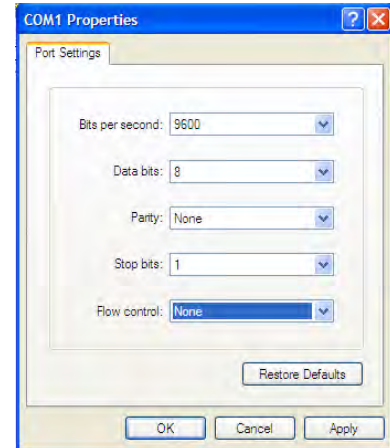 COM1 Properties
Port Settings
Bits per second: 9600
Data bits: 8
Parity: None
Stop bits: 1
Flow control: None
Restore Defaults
OK Cancel Apply